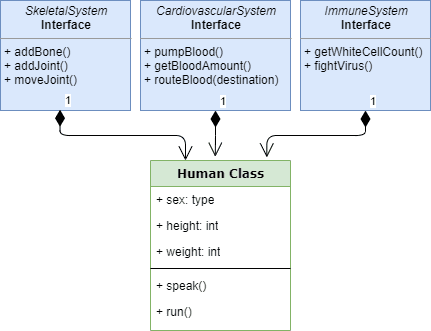 SkeletalSystem
Interface
+ addBone()
+ addJoint()
+ moveJoint()
1
CardiovascularSystem
Interface
+ pumpBlood()
+ getBloodAmount()
+ routeBlood(destination)
1
ImmuneSystem
Interface
+ getWhiteCellCount()
+ fightVirus()
1
Human Class
+ sex: type
+ height: int
+ weight: int
+ speak()
+ run()